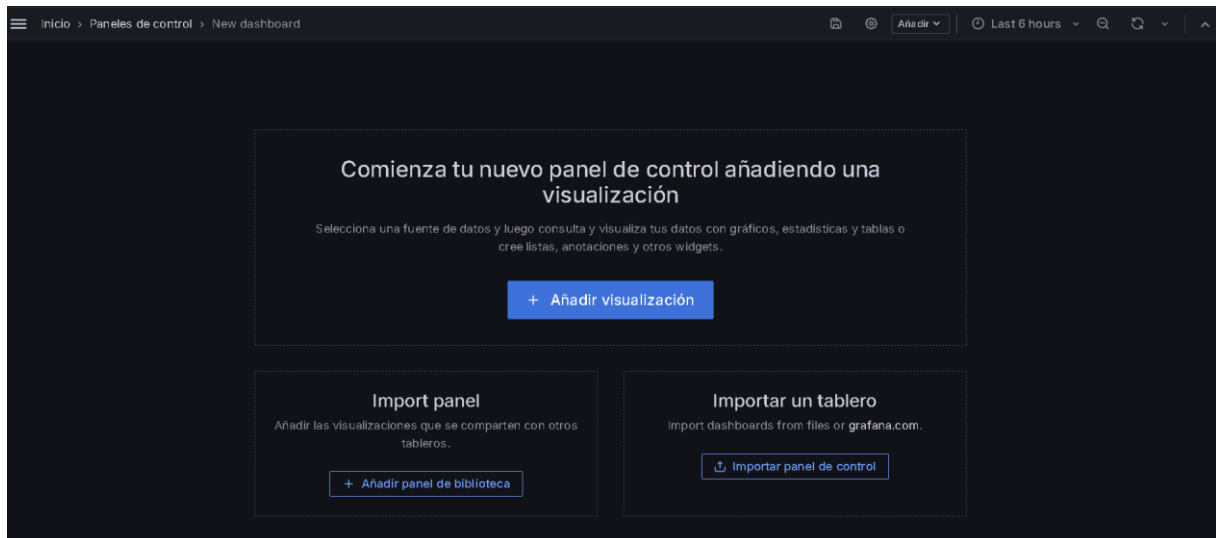 Inicio › Paneles de control › New dashboard
Añadir
Last 6 hours
Comienza tu nuevo panel de control añadiendo una
visualización
Selecciona una fuente de datos y luego consulta y visualiza tus datos con gráficos, estadísticas y tablas o
cree listas, anotaciones y otros widgets.
+ Añadir visualización
Import panel
Añadir las visualizaciones que se comparten con otros
tableros.
+ Añadir panel de biblioteca
Importar un tablero
Import dashboards from files or grafana.com.
Importar panel de control